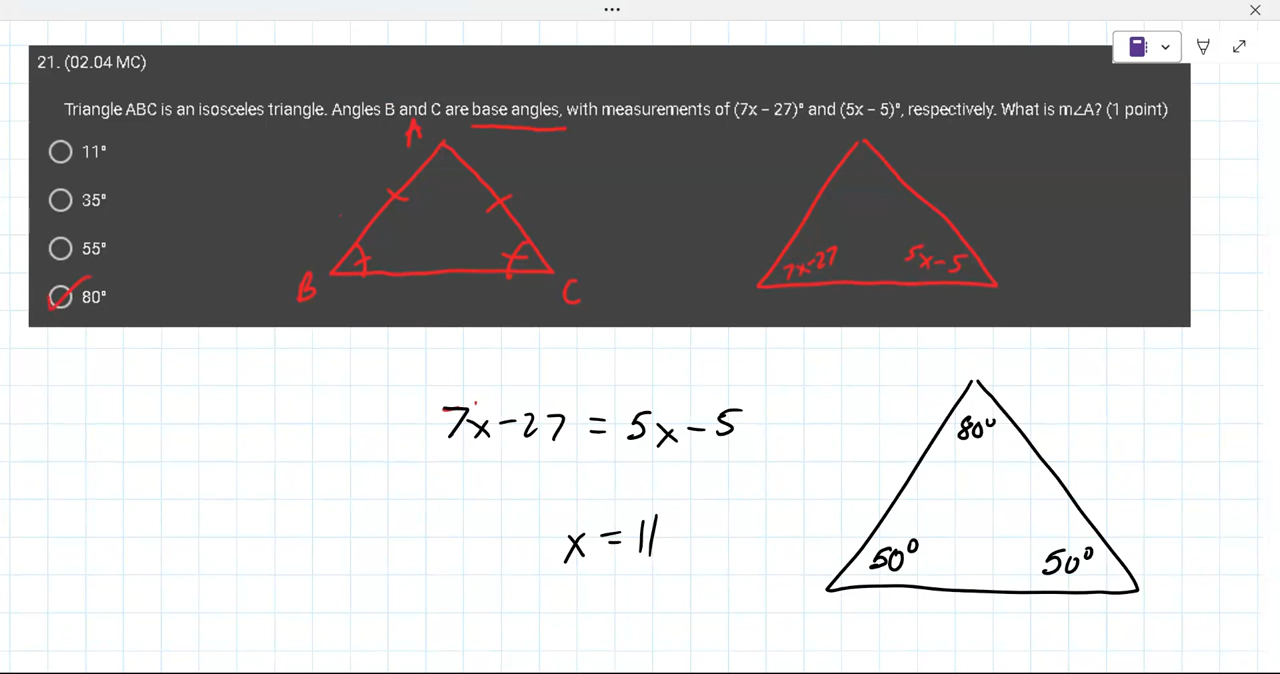 21. (02.04 MC)
Triangle ABC is an isosceles triangle. Angles B and C are base angles, with measurements of (7x – 27)° and (5x – 5)°, respectively. What is m∠A? (1 point)
11°
35°
55°
80°
A
B
C
7x-27
5x-5
7x-27 = 5x-5
x = 11
80°
50°
50°